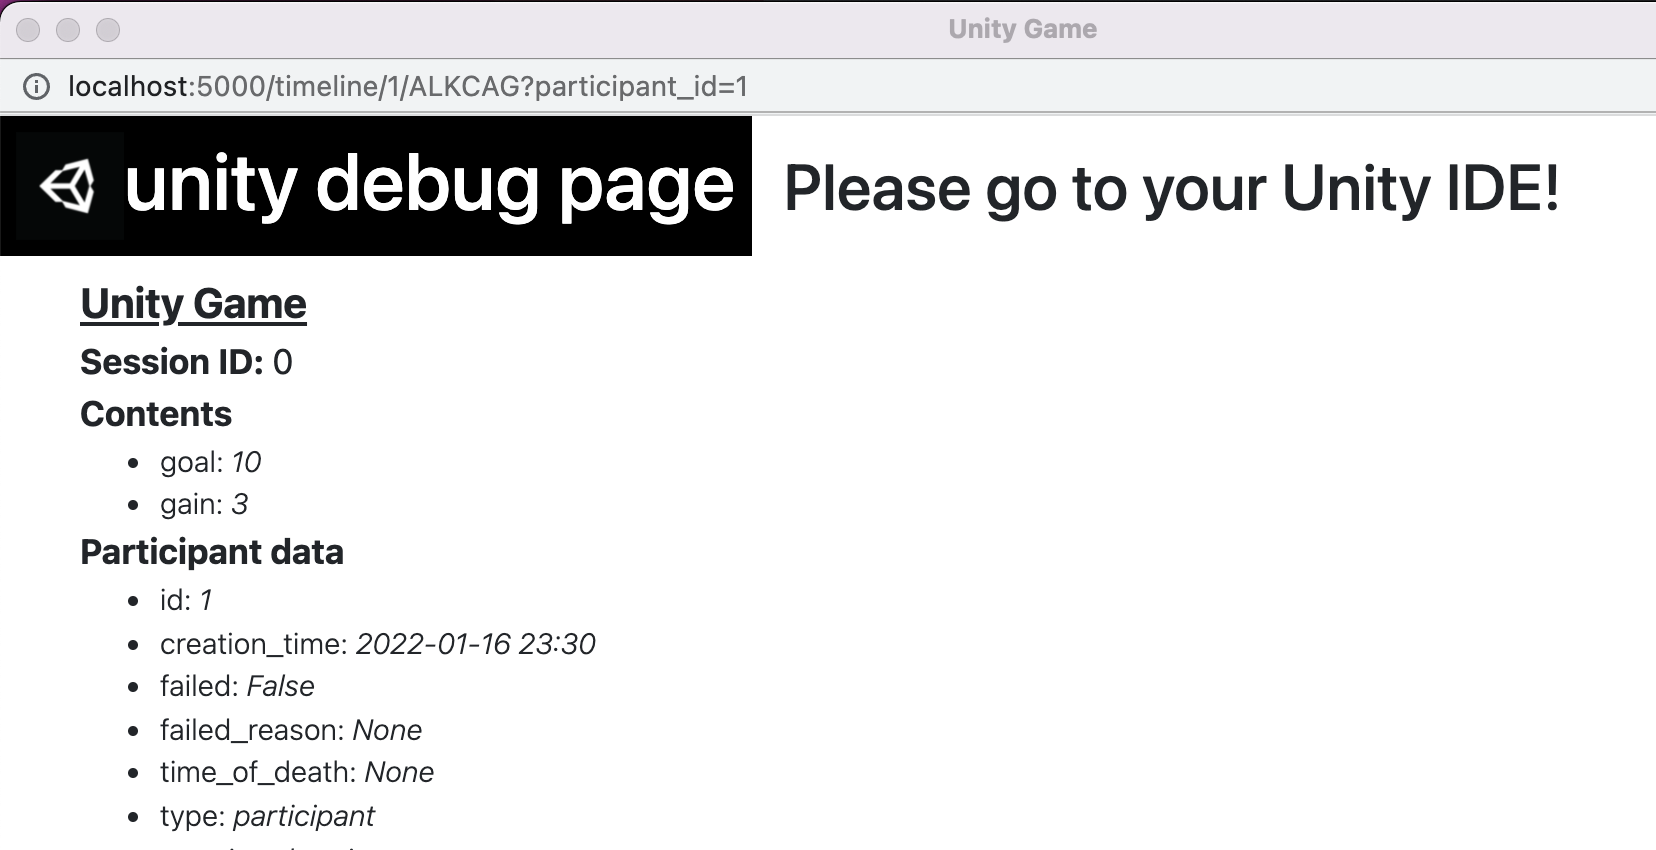 Unity Game
localhost:5000/timeline/1/ALKCAG?participant_id=1
unity debug page Please go to your Unity IDE!
Unity Game
Session ID: 0
Contents
• goal: 10
• gain: 3
Participant data
• id: 1
• creation_time: 2022-01-16 23:30
• failed: False
• failed_reason: None
• time_of_death: None
• type: participant